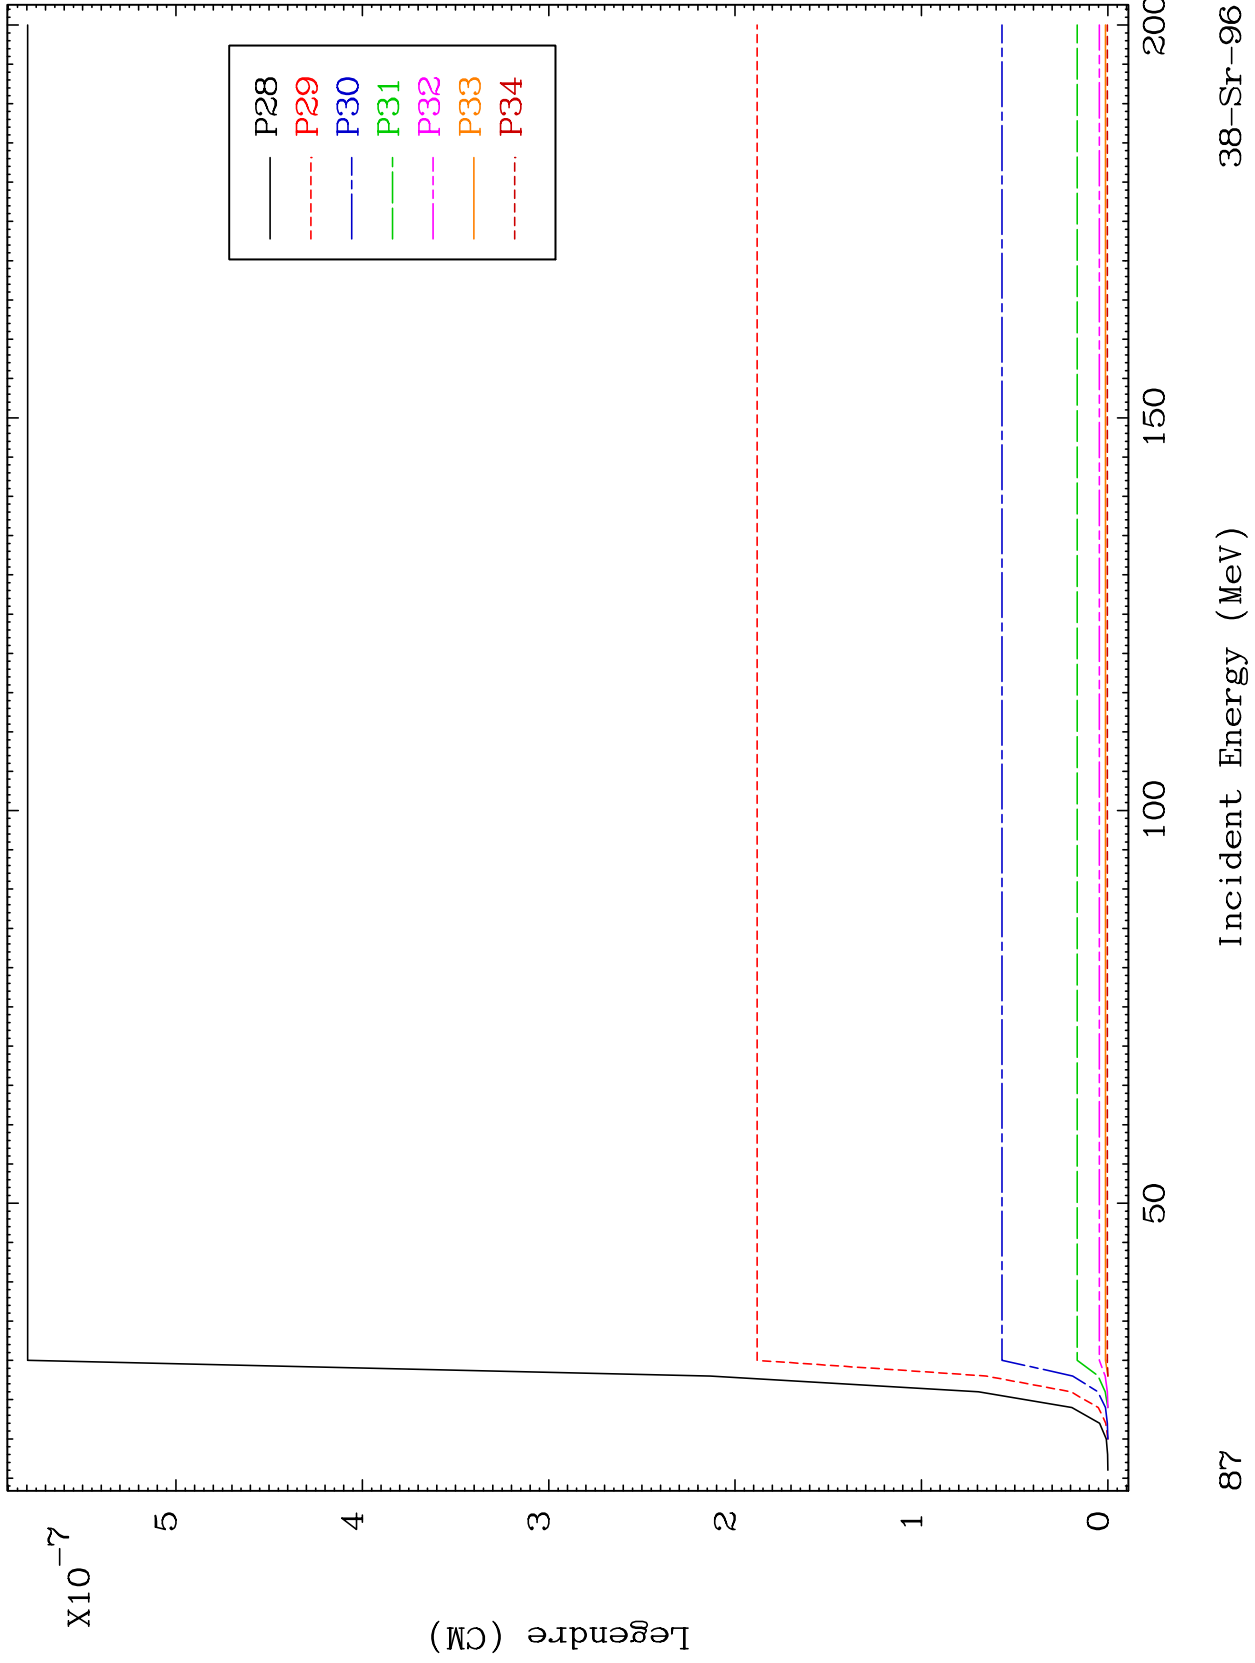 X10⁻⁷
5
4
3
2
1
0
Legendre (CM)
P28
P29
P30
P31
P32
P33
P34
50
100
150
200
Incident Energy (MeV)
87
38-Sr-96